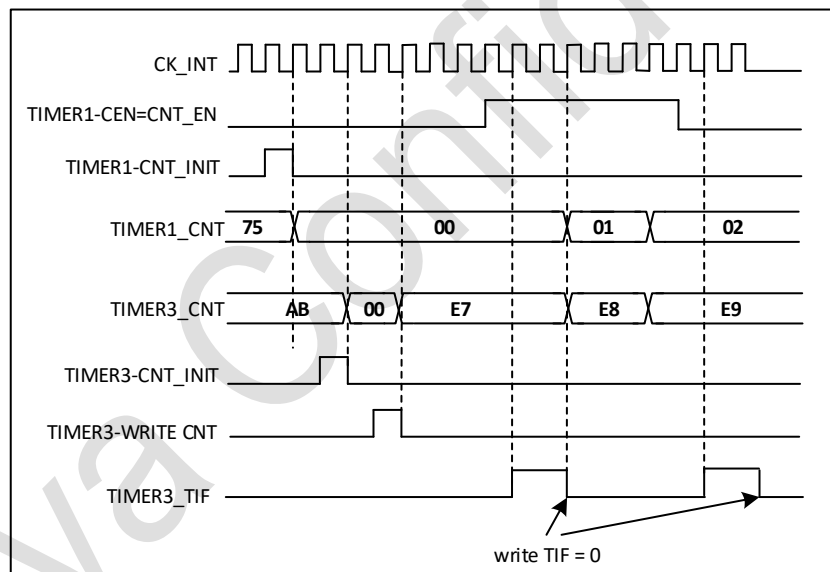 CK_INT
TIMER1-CEN=CNT_EN
TIMER1-CNT_INIT
TIMER1_CNT 75 00 01 02
TIMER3_CNT AB 00 E7 E8 E9
TIMER3-CNT_INIT
TIMER3-WRITE CNT
TIMER3_TIF
write TIF = 0